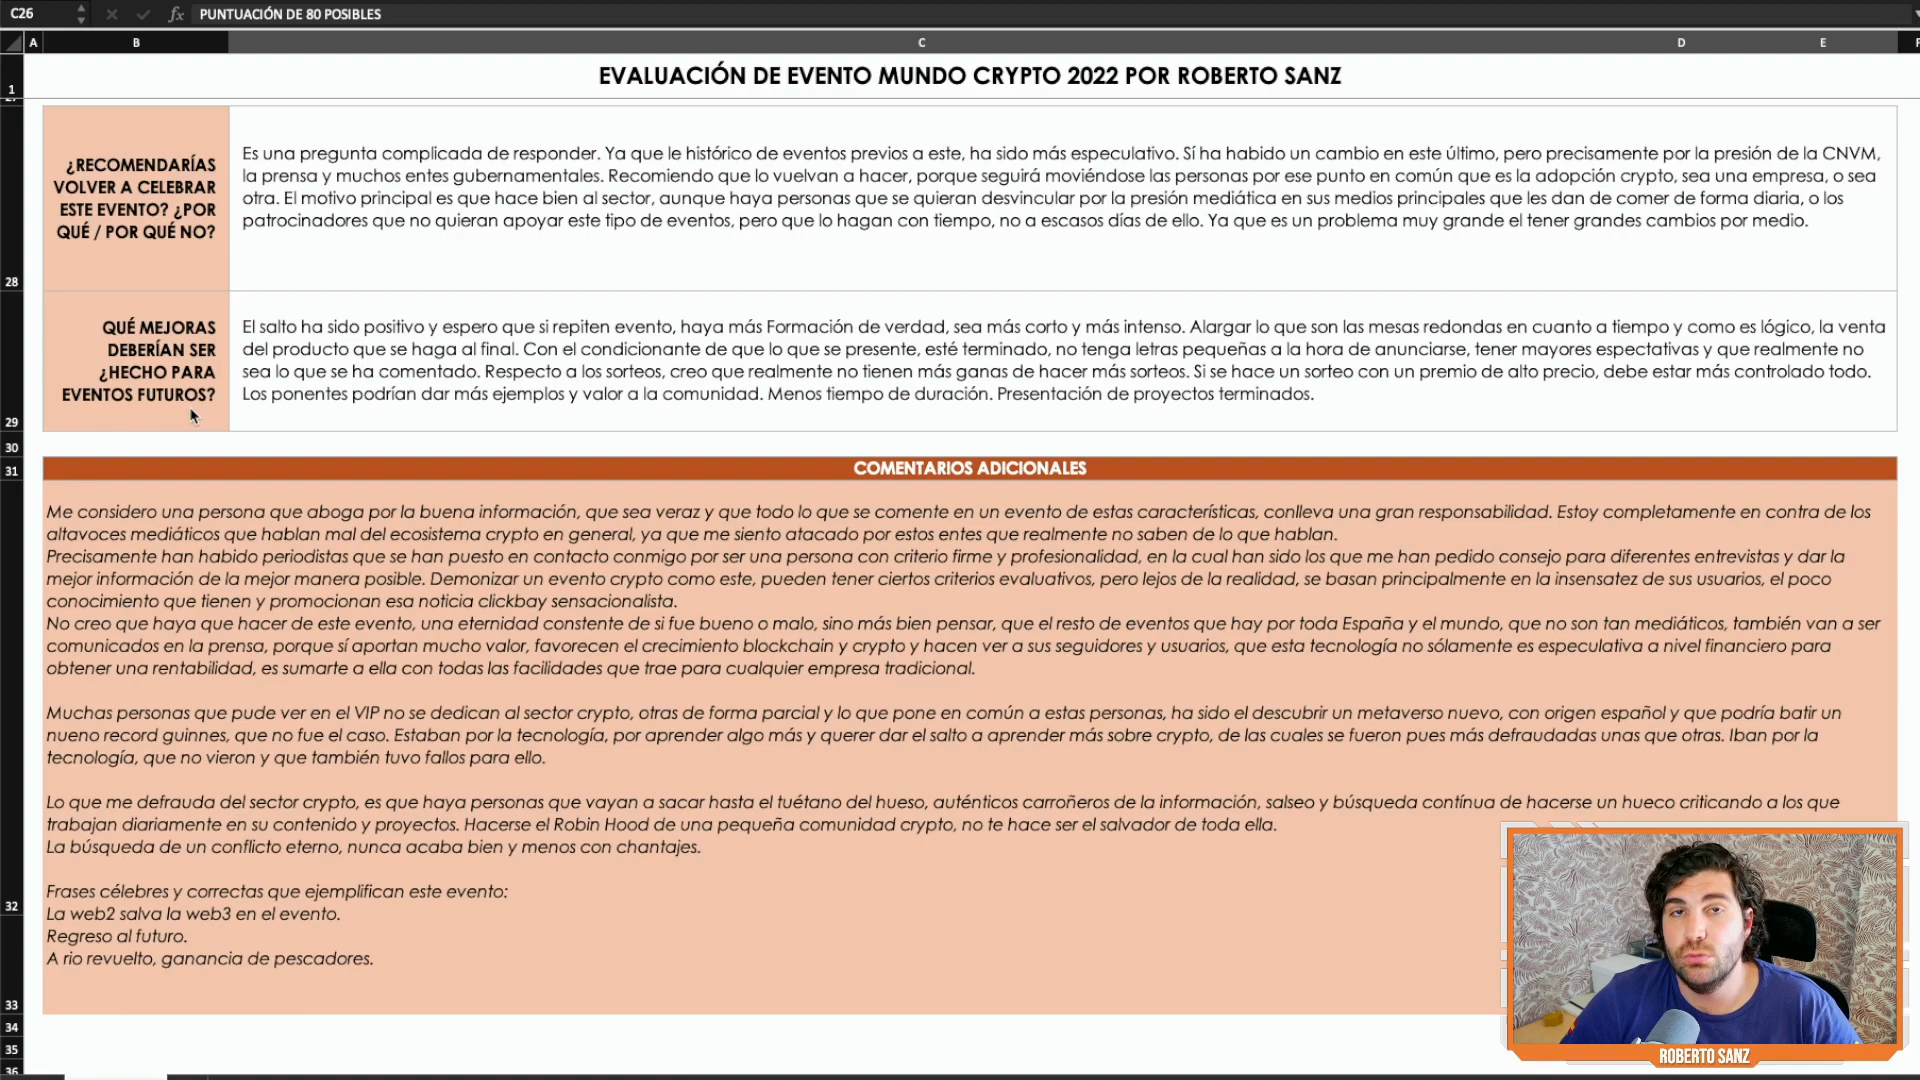 C26
fx PUNTUACIÓN DE 80 POSIBLES
A B C D E F
1 EVALUACIÓN DE EVENTO MUNDO CRYPTO 2022 POR ROBERTO SANZ
¿RECOMENDARÍAS
VOLVER A CELEBRAR
ESTE EVENTO? ¿POR
QUÉ / POR QUÉ NO?
Es una pregunta complicada de responder. Ya que le histórico de eventos previos a este, ha sido más especulativo. Sí ha habido un cambio en este último, pero precisamente por la presión de la CNVM,
la prensa y muchos entes gubernamentales. Recomiendo que lo vuelvan a hacer, porque seguirá moviéndose las personas por ese punto en común que es la adopción crypto, sea una empresa, o sea
otra. El motivo principal es que hace bien al sector, aunque haya personas que se quieran desvincular por la presión mediática en sus medios principales que les dan de comer de forma diaria, o los
patrocinadores que no quieran apoyar este tipo de eventos, pero que lo hagan con tiempo, no a escasos días de ello. Ya que es un problema muy grande el tener grandes cambios por medio.
28
QUÉ MEJORAS
DEBERÍAN SER
¿HECHO PARA
EVENTOS FUTUROS?
El salto ha sido positivo y espero que si repiten evento, haya más Formación de verdad, sea más corto y más intenso. Alargar lo que son las mesas redondas en cuanto a tiempo y como es lógico, la venta
del producto que se haga al final. Con el condicionante de que lo que se presente, esté terminado, no tenga letras pequeñas a la hora de anunciarse, tener mayores espectativas y que realmente no
sea lo que se ha comentado. Respecto a los sorteos, creo que realmente no tienen más ganas de hacer más sorteos. Si se hace un sorteo con un premio de alto precio, debe estar más controlado todo.
Los ponentes podrían dar más ejemplos y valor a la comunidad. Menos tiempo de duración. Presentación de proyectos terminados.
29
30
31 COMENTARIOS ADICIONALES
Me considero una persona que aboga por la buena información, que sea veraz y que todo lo que se comente en un evento de estas características, conlleva una gran responsabilidad. Estoy completamente en contra de los
altavoces mediáticos que hablan mal del ecosistema crypto en general, ya que me siento atacado por estos entes que realmente no saben de lo que hablan.
Precisamente han habido periodistas que se han puesto en contacto conmigo por ser una persona con criterio firme y profesionalidad, en la cual han sido los que me han pedido consejo para diferentes entrevistas y dar la
mejor información de la mejor manera posible. Demonizar un evento crypto como este, pueden tener ciertos criterios evaluativos, pero lejos de la realidad, se basan principalmente en la insensatez de sus usuarios, el poco
conocimiento que tienen y promocionan esa noticia clickbay sensacionalista.
No creo que haya que hacer de este evento, una eternidad constente de si fue bueno o malo, sino más bien pensar, que el resto de eventos que hay por toda España y el mundo, que no son tan mediáticos, también van a ser
comunicados en la prensa, porque sí aportan mucho valor, favorecen el crecimiento blockchain y crypto y hacen ver a sus seguidores y usuarios, que esta tecnología no sólamente es especulativa a nivel financiero para
obtener una rentabilidad, es sumarte a ella con todas las facilidades que trae para cualquier empresa tradicional.
Muchas personas que pude ver en el VIP no se dedican al sector crypto, otras de forma parcial y lo que pone en común a estas personas, ha sido el descubrir un metaverso nuevo, con origen español y que podría batir un
nueno record guinnes, que no fue el caso. Estaban por la tecnología, por aprender algo más y querer dar el salto a aprender más sobre crypto, de las cuales se fueron pues más defraudadas unas que otras. Iban por la
tecnología, que no vieron y que también tuvo fallos para ello.
Lo que me defrauda del sector crypto, es que haya personas que vayan a sacar hasta el tuétano del hueso, auténticos carroñeros de la información, salseo y búsqueda contínua de hacerse un hueco criticando a los que
trabajan diariamente en su contenido y proyectos. Hacerse el Robin Hood de una pequeña comunidad crypto, no te hace ser el salvador de toda ella.
La búsqueda de un conflicto eterno, nunca acaba bien y menos con chantajes.
Frases célebres y correctas que ejemplifican este evento:
32
La web2 salva la web3 en el evento.
Regreso al futuro.
A rio revuelto, ganancia de pescadores.
33
34
35
36
ROBERTO SANZ